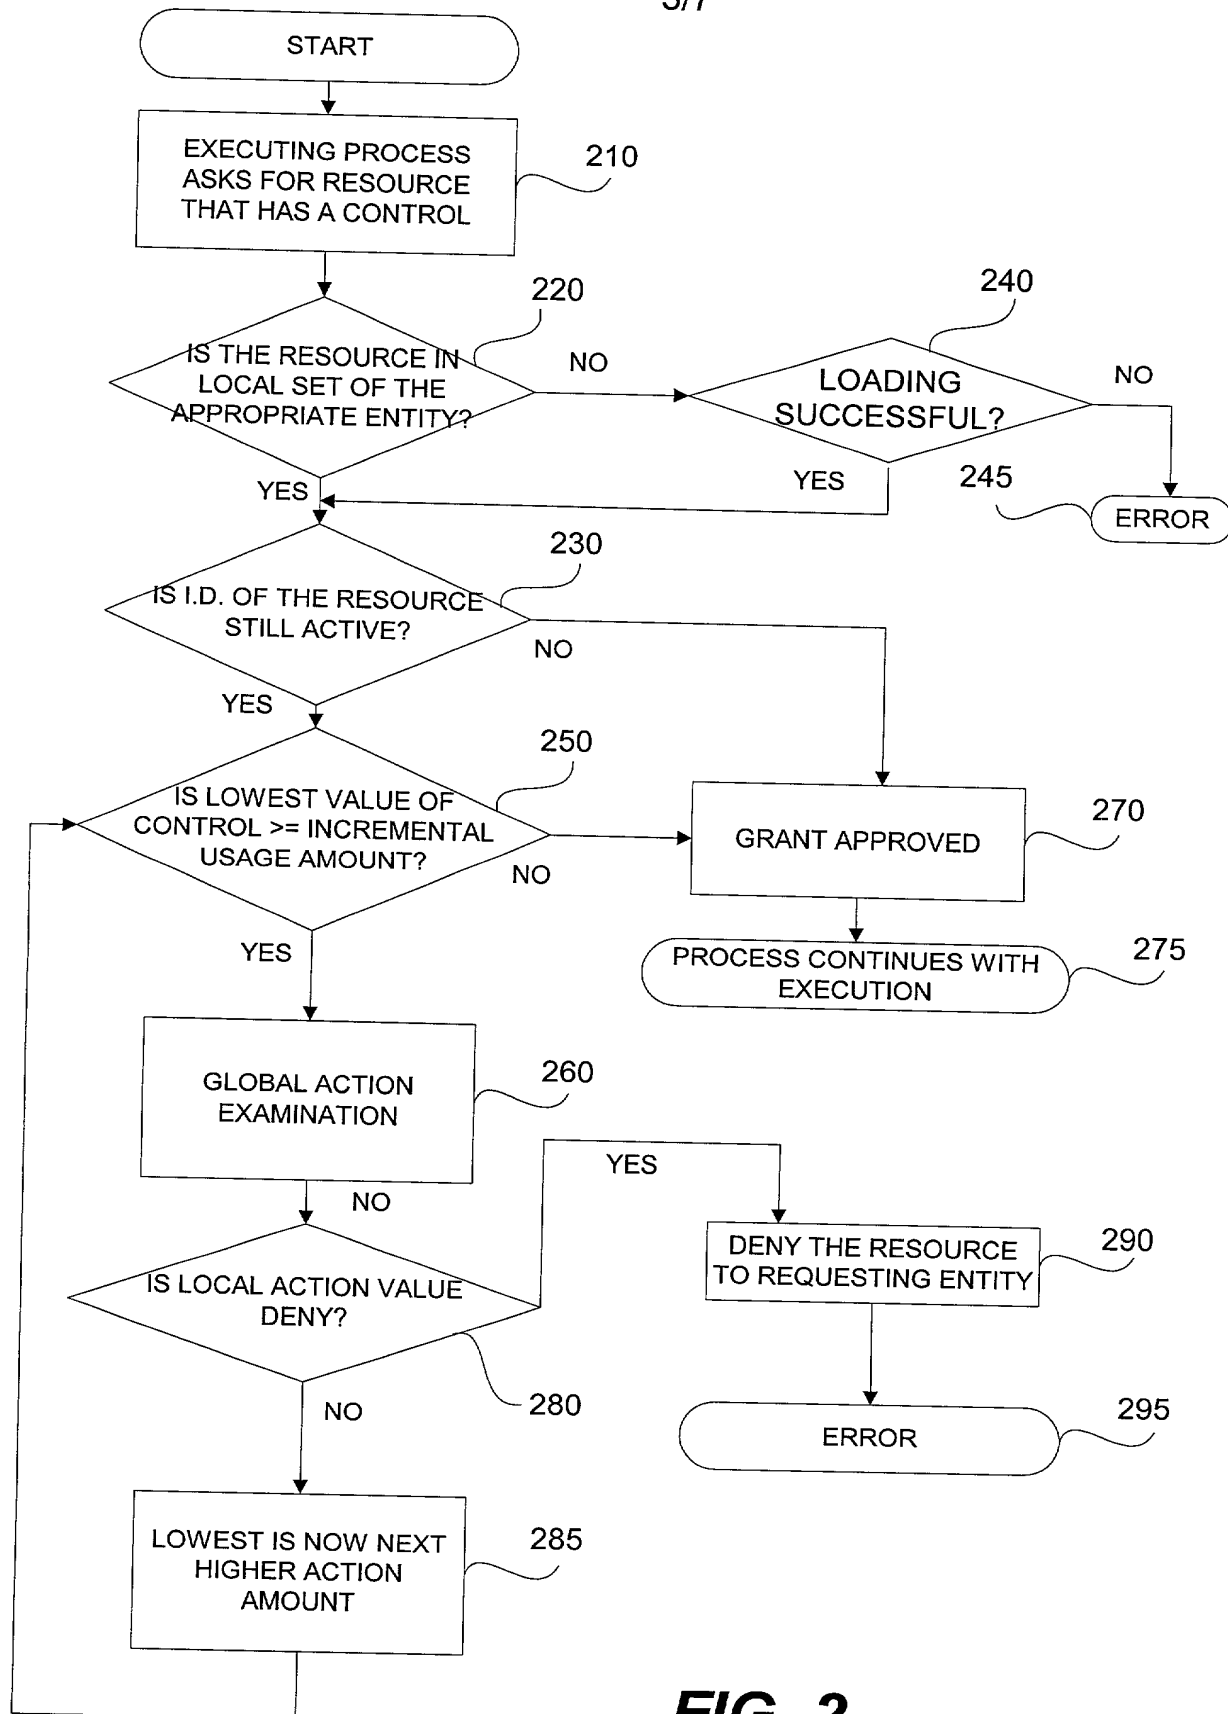 START
EXECUTING PROCESS
ASKS FOR RESOURCE
THAT HAS A CONTROL
210
220
IS THE RESOURCE IN
LOCAL SET OF THE
APPROPRIATE ENTITY?
NO
240
LOADING
SUCCESSFUL?
NO
YES
YES
245
ERROR
230
IS I.D. OF THE RESOURCE
STILL ACTIVE?
NO
YES
250
IS LOWEST VALUE OF
CONTROL >= INCREMENTAL
USAGE AMOUNT?
NO
YES
GRANT APPROVED
270
PROCESS CONTINUES WITH
EXECUTION
275
GLOBAL ACTION
EXAMINATION
260
NO
YES
IS LOCAL ACTION VALUE
DENY?
280
NO
DENY THE RESOURCE
TO REQUESTING ENTITY
290
ERROR
295
LOWEST IS NOW NEXT
HIGHER ACTION
AMOUNT
285
FIG. 2